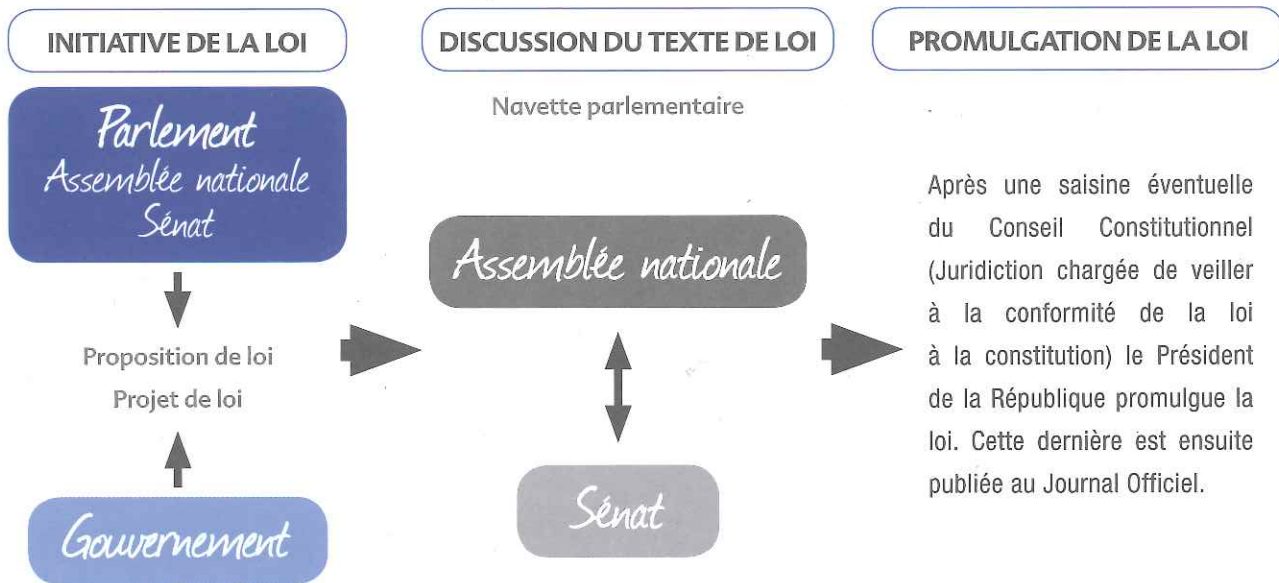 INITIATIVE DE LA LOI
Parlement
Assemblée nationale
Sénat
Proposition de loi
Projet de loi
Gouvernement
DISCUSSION DU TEXTE DE LOI
Navette parlementaire
Assemblée nationale
Sénat
PROMULGATION DE LA LOI
Après une saisine éventuelle
du Conseil Constitutionnel
(Juridiction chargée de veiller
à la conformité de la loi
à la constitution) le Président
de la République promulgue la
loi. Cette dernière est ensuite
publiée au Journal Officiel.